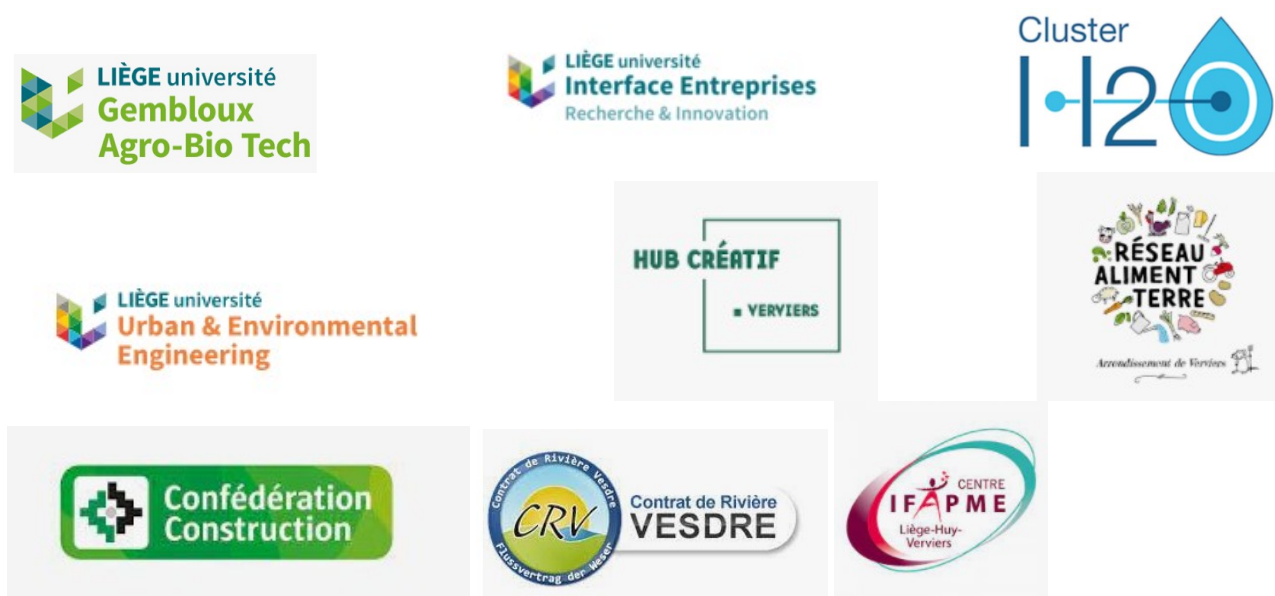 LIÈGE université
Gembloux
Agro-Bio Tech
LIÈGE université
Interface Entreprises
Recherche & Innovation
Cluster
H2O
LIÈGE université
Urban & Environmental
Engineering
HUB CRÉATIF
VERVIERS
RÉSEAU
ALIMENT
TERRE
Arrondissement de Verviers
Confédération
Construction
Contrat de Rivière Vesdre
CRV
Flussvertrag der Weser
Contrat de Rivière
VESDRE
CENTRE
IFAPME
Liège-Huy-
Verviers